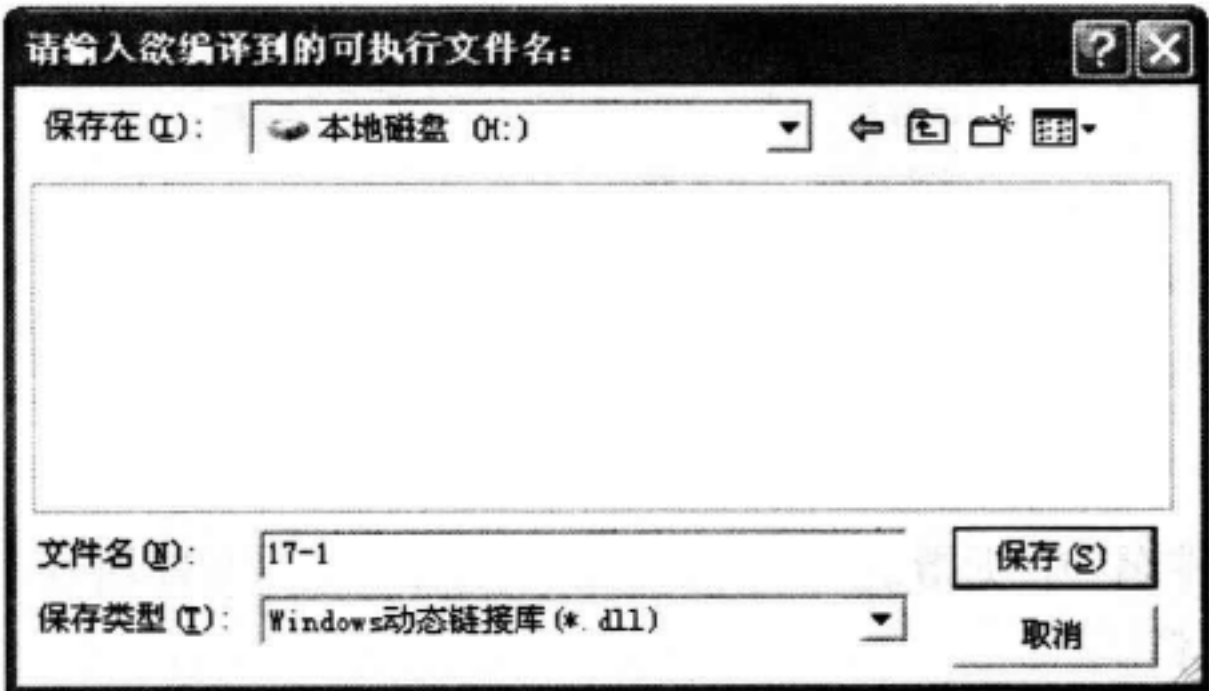 请输入欲编译到的可执行文件名:
保存在(I): 本地磁盘 (H:)
文件名(N): 17-1
保存(S)
保存类型(T): Windows动态链接库(*.dll)
取消